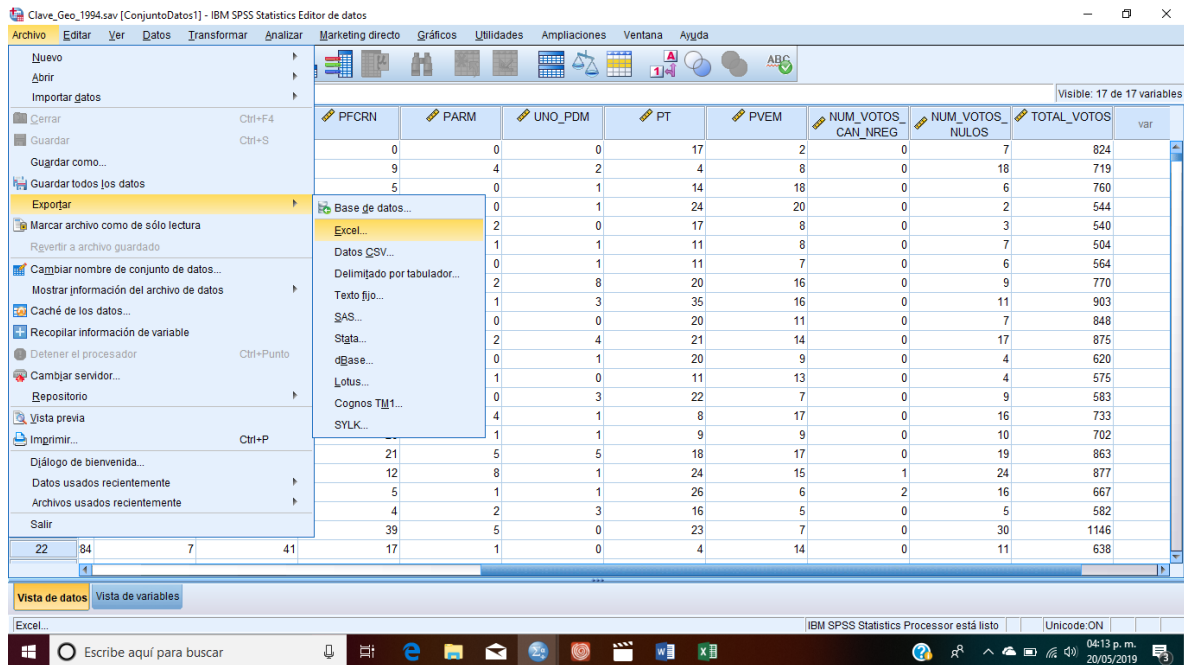 Clave_Geo_1994.sav [ConjuntoDatos1] - IBM SPSS Statistics Editor de datos
Archivo Editar Ver Datos Transformar Analizar Marketing directo Gráficos Utilidades Ampliaciones Ventana Ayuda
Nuevo
Abrir
Importar datos
Cerrar Ctrl+F4
Guardar Ctrl+S
Guardar como...
Guardar todos los datos
Exportar
Marcar archivo como de sólo lectura
Revertir a archivo guardado
Cambiar nombre de conjunto de datos...
Mostrar información del archivo de datos
Caché de los datos...
Recopilar información de variable
Detener el procesador Ctrl+Punto
Cambiar servidor...
Repositorio
Vista previa
Imprimir... Ctrl+P
Diálogo de bienvenida...
Datos usados recientemente
Archivos usados recientemente
Salir
Base de datos...
Excel...
Datos CSV...
Delimitado por tabulador...
Texto fijo...
SAS...
Stata...
dBase...
Lotus...
Cognos TM1...
SYLK...
A
14
ABC
Visible: 17 de 17 variables
PFCRN PARM UNO_PDM PT PVEM NUM_VOTOS_CAN_NREG NUM_VOTOS_NULOS TOTAL_VOTOS var
0 0 0 17 2 0 7 824
9 4 2 4 8 0 18 719
5 0 1 14 18 0 6 760
0 1 24 20 0 2 544
2 0 17 8 0 3 540
1 1 11 8 0 7 504
0 1 11 7 0 6 564
2 8 20 16 0 9 770
1 3 35 16 0 11 903
0 0 20 11 0 7 848
2 4 21 14 0 17 875
0 1 20 9 0 4 620
1 0 11 13 0 4 575
0 3 22 7 0 9 583
4 1 8 17 0 16 733
1 1 9 9 0 10 702
21 5 5 18 17 0 19 863
12 8 1 24 15 1 24 877
5 1 1 26 6 2 16 667
4 2 3 16 5 0 5 582
39 5 0 23 7 0 30 1146
22 84 7 41 17 1 0 4 14 0 11 638
Vista de datos Vista de variables
Excel... IBM SPSS Statistics Processor está listo Unicode:ON
Escribe aquí para buscar
04:13 p. m.
20/05/2019
3